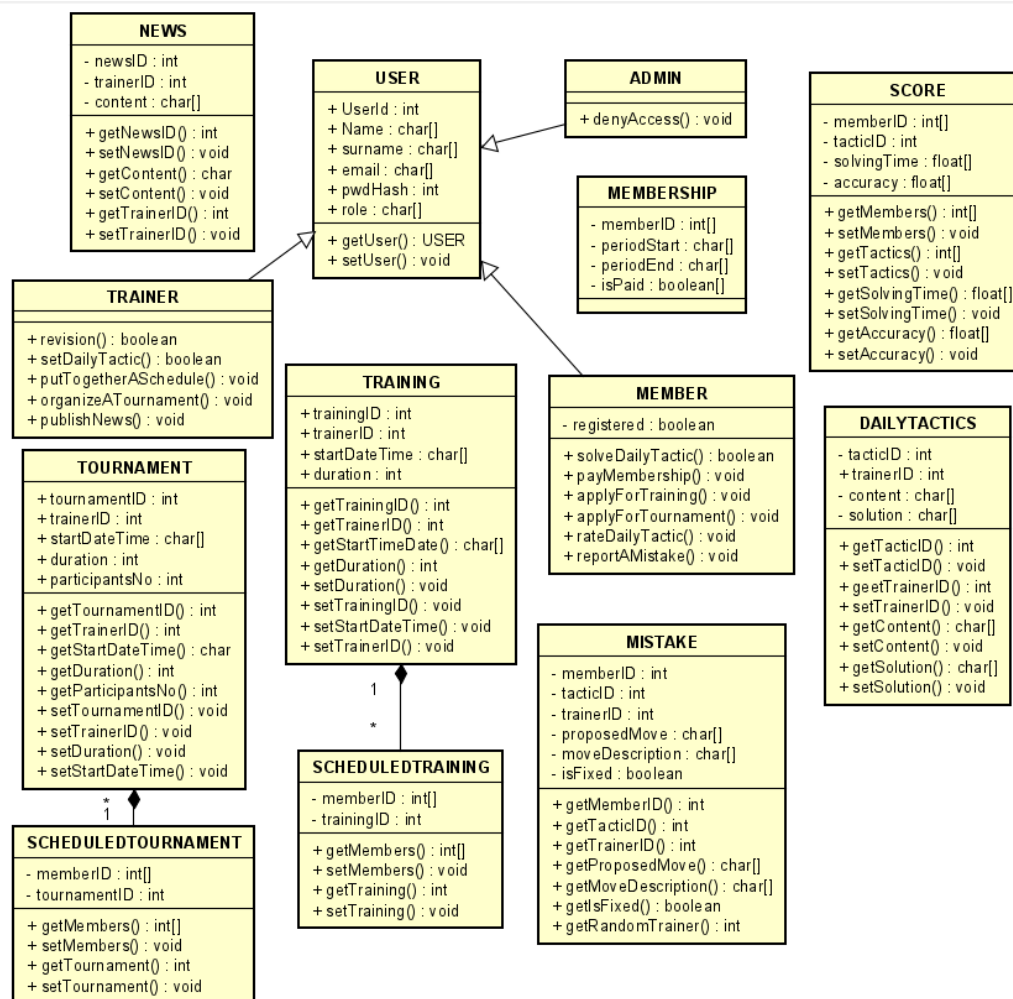 NEWS
- newsID : int
- trainerID : int
- content : char[]
+ getNewsID() : int
+ setNewsID() : void
+ getContent() : char
+ setContent() : void
+ getTrainerID() : int
+ setTrainerID() : void
USER
+ UserId : int
+ Name : char[]
+ surname : char[]
+ email : char[]
+ pwdHash : int
+ role : char[]
+ getUser() : USER
+ setUser() : void
ADMIN
+ denyAccess() : void
MEMBERSHIP
- memberID : int[]
- periodStart : char[]
- periodEnd : char[]
- isPaid : boolean[]
SCORE
- memberID : int[]
- tacticID : int
- solvingTime : float[]
- accuracy : float[]
+ getMembers() : int[]
+ setMembers() : void
+ getTactics() : int[]
+ setTactics() : void
+ getSolvingTime() : float[]
+ setSolvingTime() : void
+ getAccuracy() : float[]
+ setAccuracy() : void
TRAINER
+ revision() : boolean
+ setDailyTactic() : boolean
+ putTogetherASchedule() : void
+ organizeATournament() : void
+ publishNews() : void
TRAINING
+ trainingID : int
+ trainerID : int
+ startDateTime : char[]
+ duration : int
+ getTrainingID() : int
+ getTrainerID() : int
+ getStartTimeDate() : char[]
+ getDuration() : int
+ setDuration() : void
+ setTrainingID() : void
+ setStartDateTime() : void
+ setTrainerID() : void
1
*
MEMBER
- registered : boolean
+ solveDailyTactic() : boolean
+ payMembership() : void
+ applyForTraining() : void
+ applyForTournament() : void
+ rateDailyTactic() : void
+ reportAMistake() : void
DAILYTACTICS
- tacticID : int
+ trainerID : int
- content : char[]
- solution : char[]
+ getTacticID() : int
+ setTacticID() : void
+ geetTrainerID() : int
+ setTrainerID() : void
+ getContent() : char[]
+ setContent() : void
+ getSolution() : char[]
+ setSolution() : void
TOURNAMENT
+ tournamentID : int
+ trainerID : int
+ startDateTime : char[]
+ duration : int
+ participantsNo : int
+ getTournamentID() : int
+ getTrainerID() : int
+ getStartDateTime() : char
+ getDuration() : int
+ getParticipantsNo() : int
+ setTournamentID() : void
+ setTrainerID() : void
+ setDuration() : void
+ setStartDateTime() : void
*
1
SCHEDULEDTOURNAMENT
- memberID : int[]
- tournamentID : int
+ getMembers() : int[]
+ setMembers() : void
+ getTournament() : int
+ setTournament() : void
SCHEDULEDTRAINING
- memberID : int[]
- trainingID : int
+ getMembers() : int[]
+ setMembers() : void
+ getTraining() : int
+ setTraining() : void
MISTAKE
- memberID : int
- tacticID : int
- trainerID : int
- proposedMove : char[]
- moveDescription : char[]
- isFixed : boolean
+ getMemberID() : int
+ getTacticID() : int
+ getTrainerID() : int
+ getProposedMove() : char[]
+ getMoveDescription() : char[]
+ getIsFixed() : boolean
+ getRandomTrainer() : int